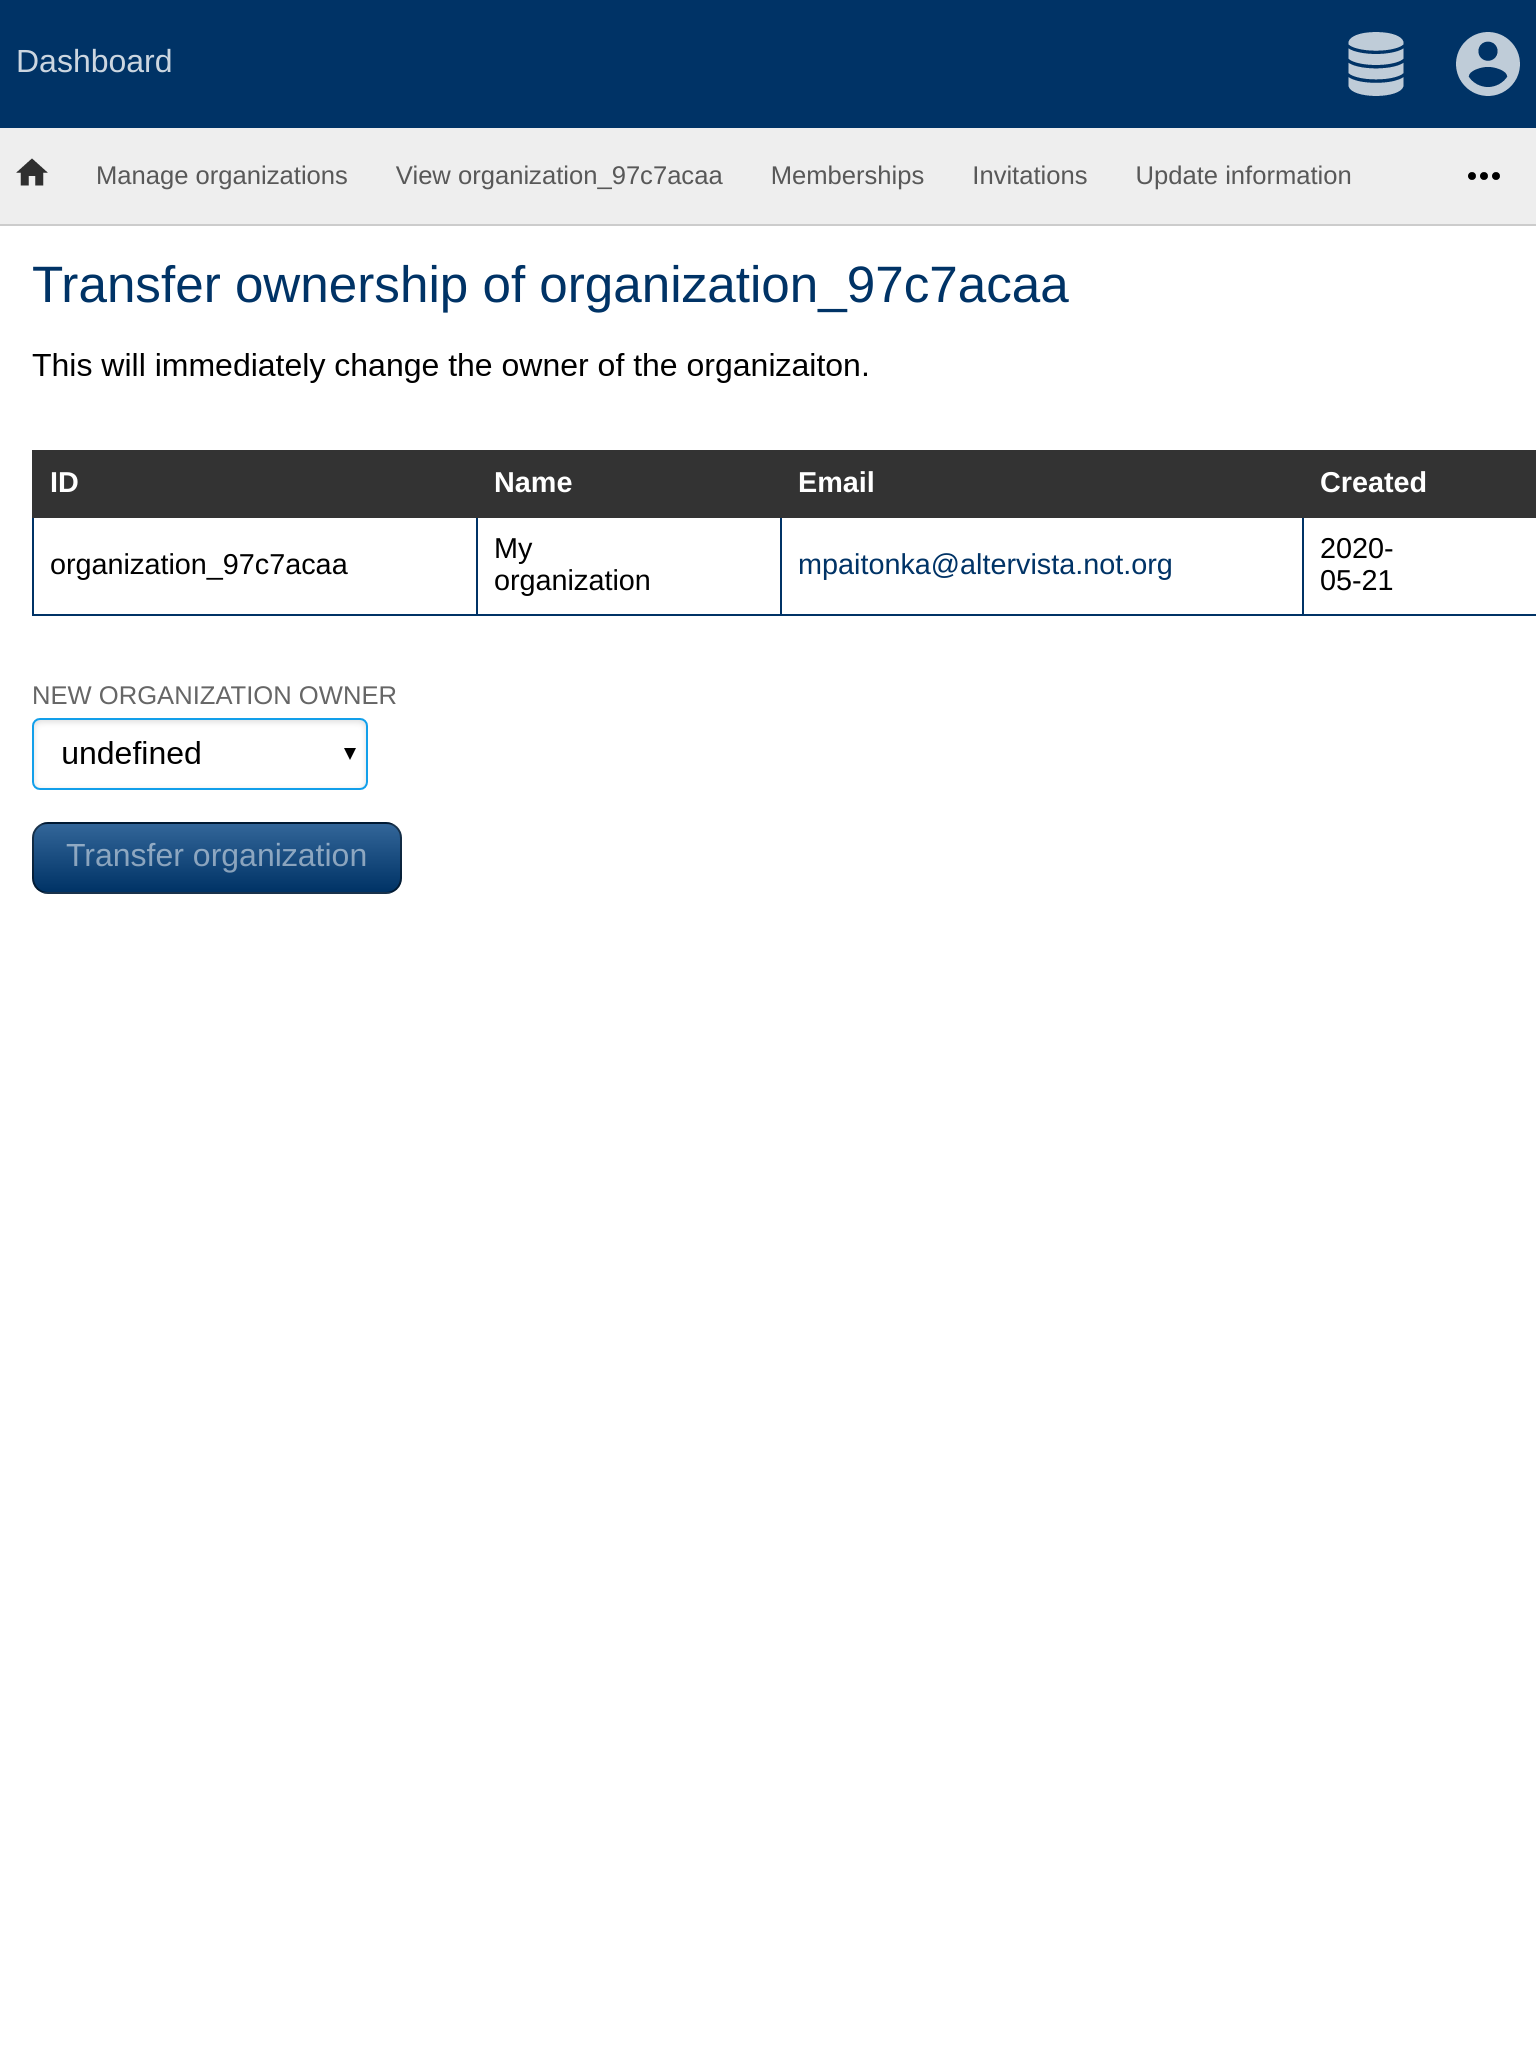 Dashboard
Manage organizations View organization_97c7acaa Memberships Invitations Update information
Transfer ownership of organization_97c7acaa
This will immediately change the owner of the organizaiton.
ID Name Email Created
organization_97c7acaa My organization mpaitonka@altervista.not.org 2020-05-21
NEW ORGANIZATION OWNER
undefined
Transfer organization